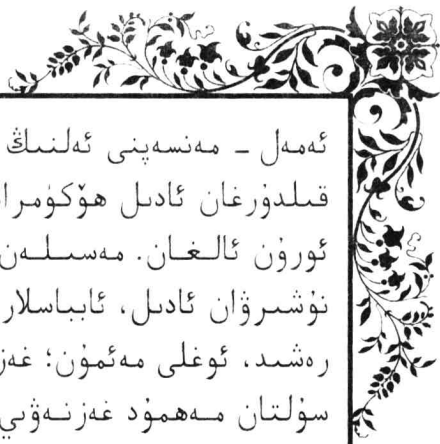 ئەمەل ـ مەنسەپنى ئەلنىڭ
قىلدۇرغان ئادىل ھۆكۈمرا
ئورۇن ئالغان. مەسىلەن
نۇشىرۋان ئادىل، ئابباسلار
رەشىد، ئوغلى مەئمۇن؛ غەز
سۇلتان مەھمۇد غەزنەۋىي